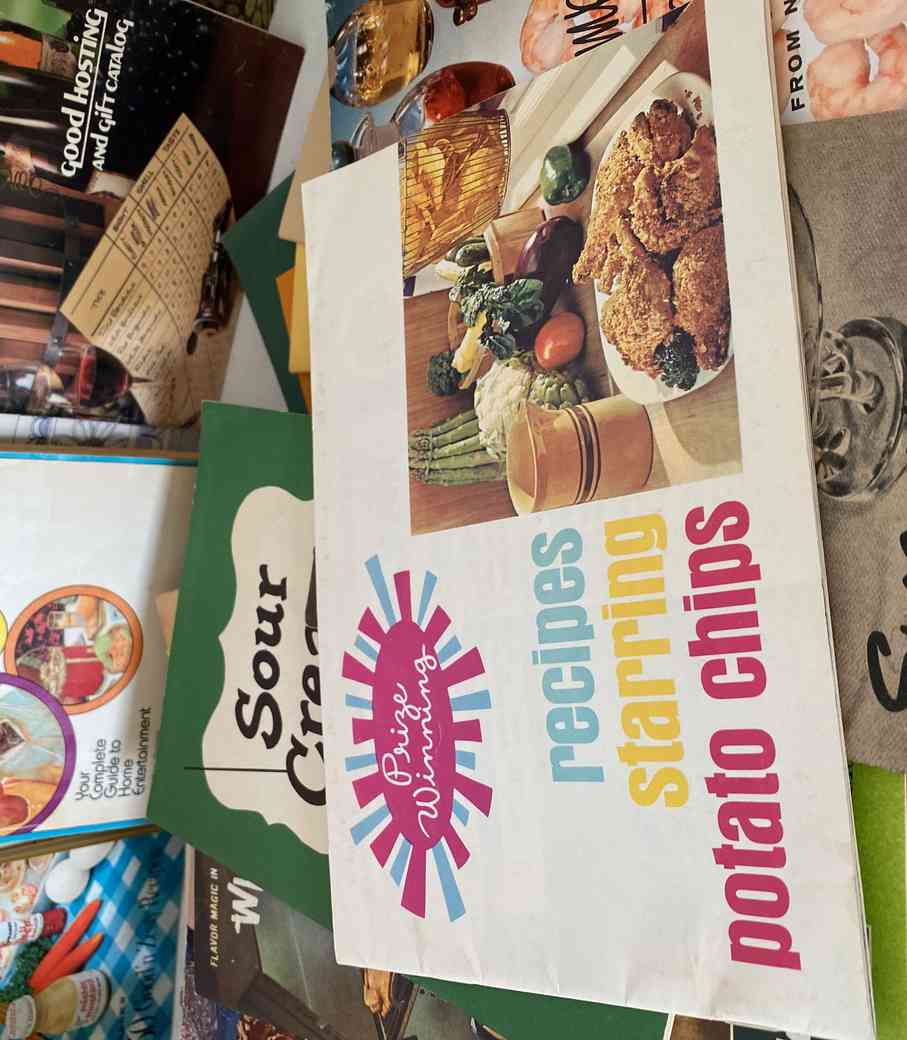 Good HOSTING
AND GIFT CATALOG
Your
Complete
Guide to
Home
Entertainment
Sour
FLAVOR MAGIC IN
Prize
Winning
recipes
starring
potato chips
FROM